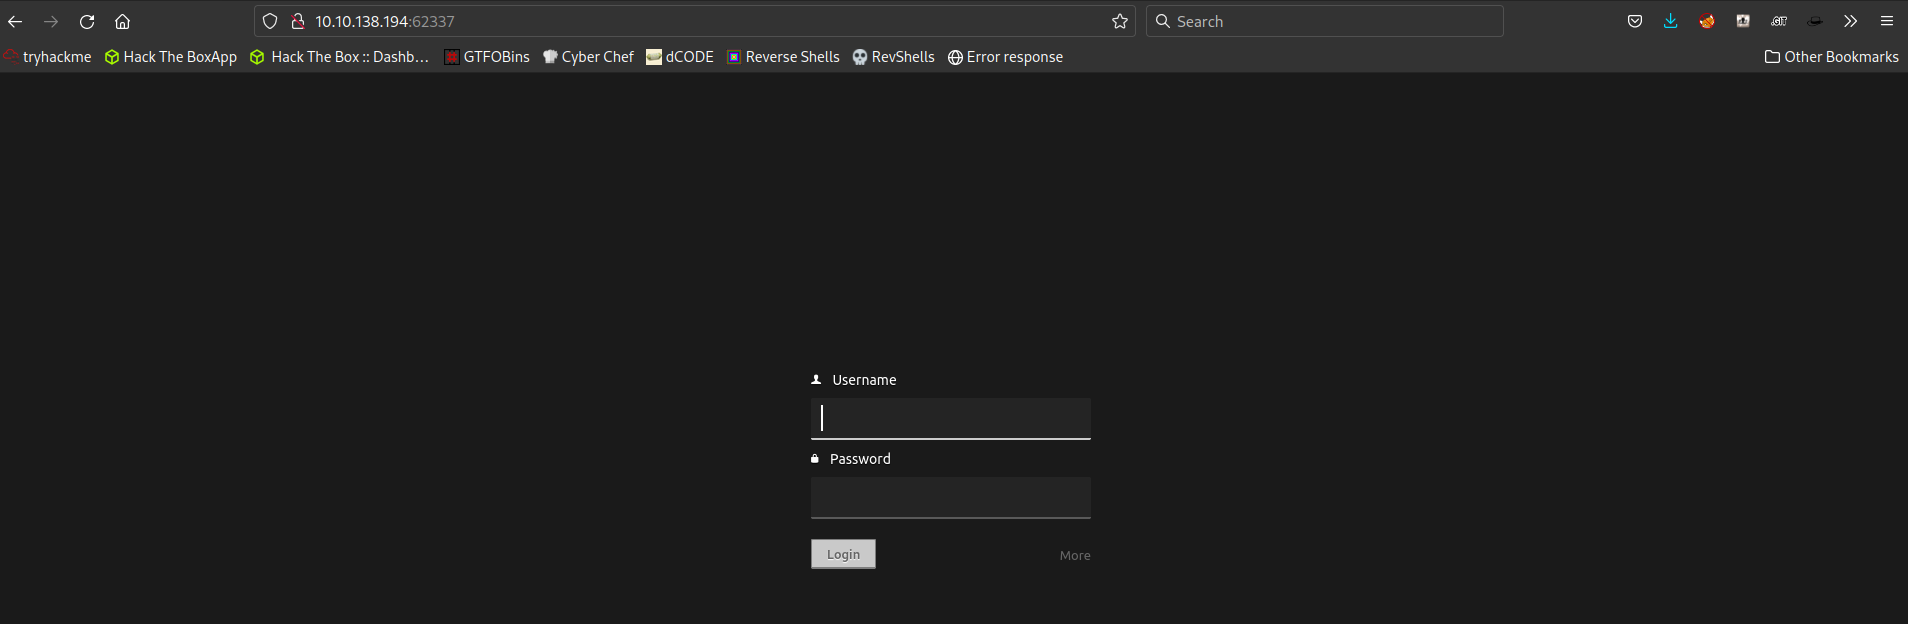 10.10.138.194:62337
Search
tryhackme Hack The BoxApp Hack The Box :: Dashb… GTFOBins Cyber Chef dCODE Reverse Shells RevShells Error response Other Bookmarks
Username
Password
Login More